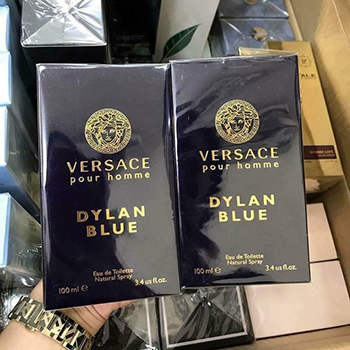 VERSACE
pour homme
DYLAN
BLUE
Eau de Toilette
Natural Spray
100 ml e
3.4 us fl.oz.
VERSACE
pour homme
DYLAN
BLUE
Eau de Toilette
Natural Spray
100 ml e
3.4 us fl.oz.